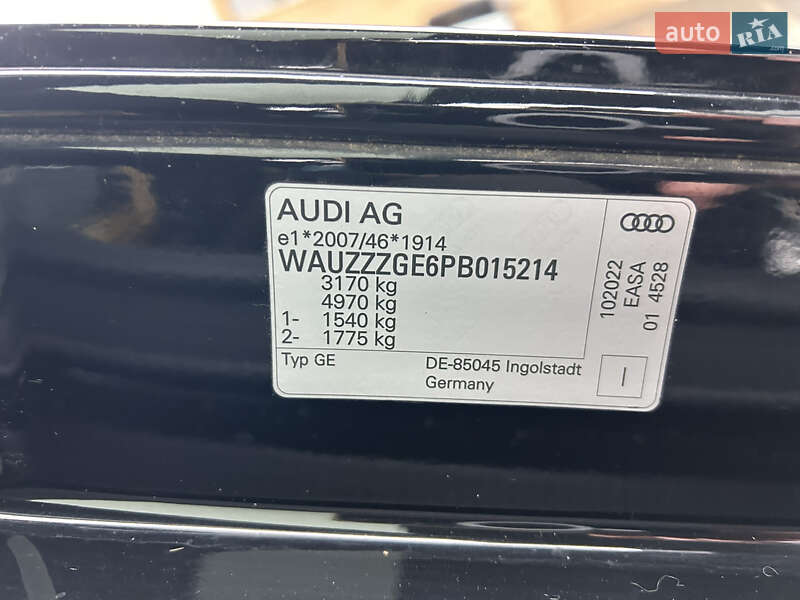 auto RIA
.com
AUDI AG
e1*2007/46*1914
WAUZZZGE6PB015214
3170 kg
4970 kg
1- 1540 kg
2- 1775 kg
Typ GE
DE-85045 Ingolstadt
Germany
102022
EASA
01 4528
I